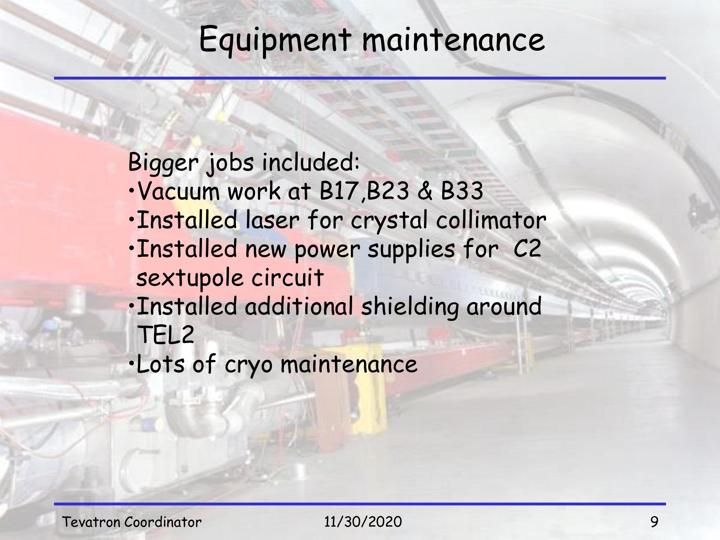 Equipment maintenance
Bigger jobs included:
•Vacuum work at B17,B23 & B33
•Installed laser for crystal collimator
•Installed new power supplies for  C2
sextupole circuit
•Installed additional shielding around
TEL2
•Lots of cryo maintenance
Tevatron Coordinator 11/30/2020 9